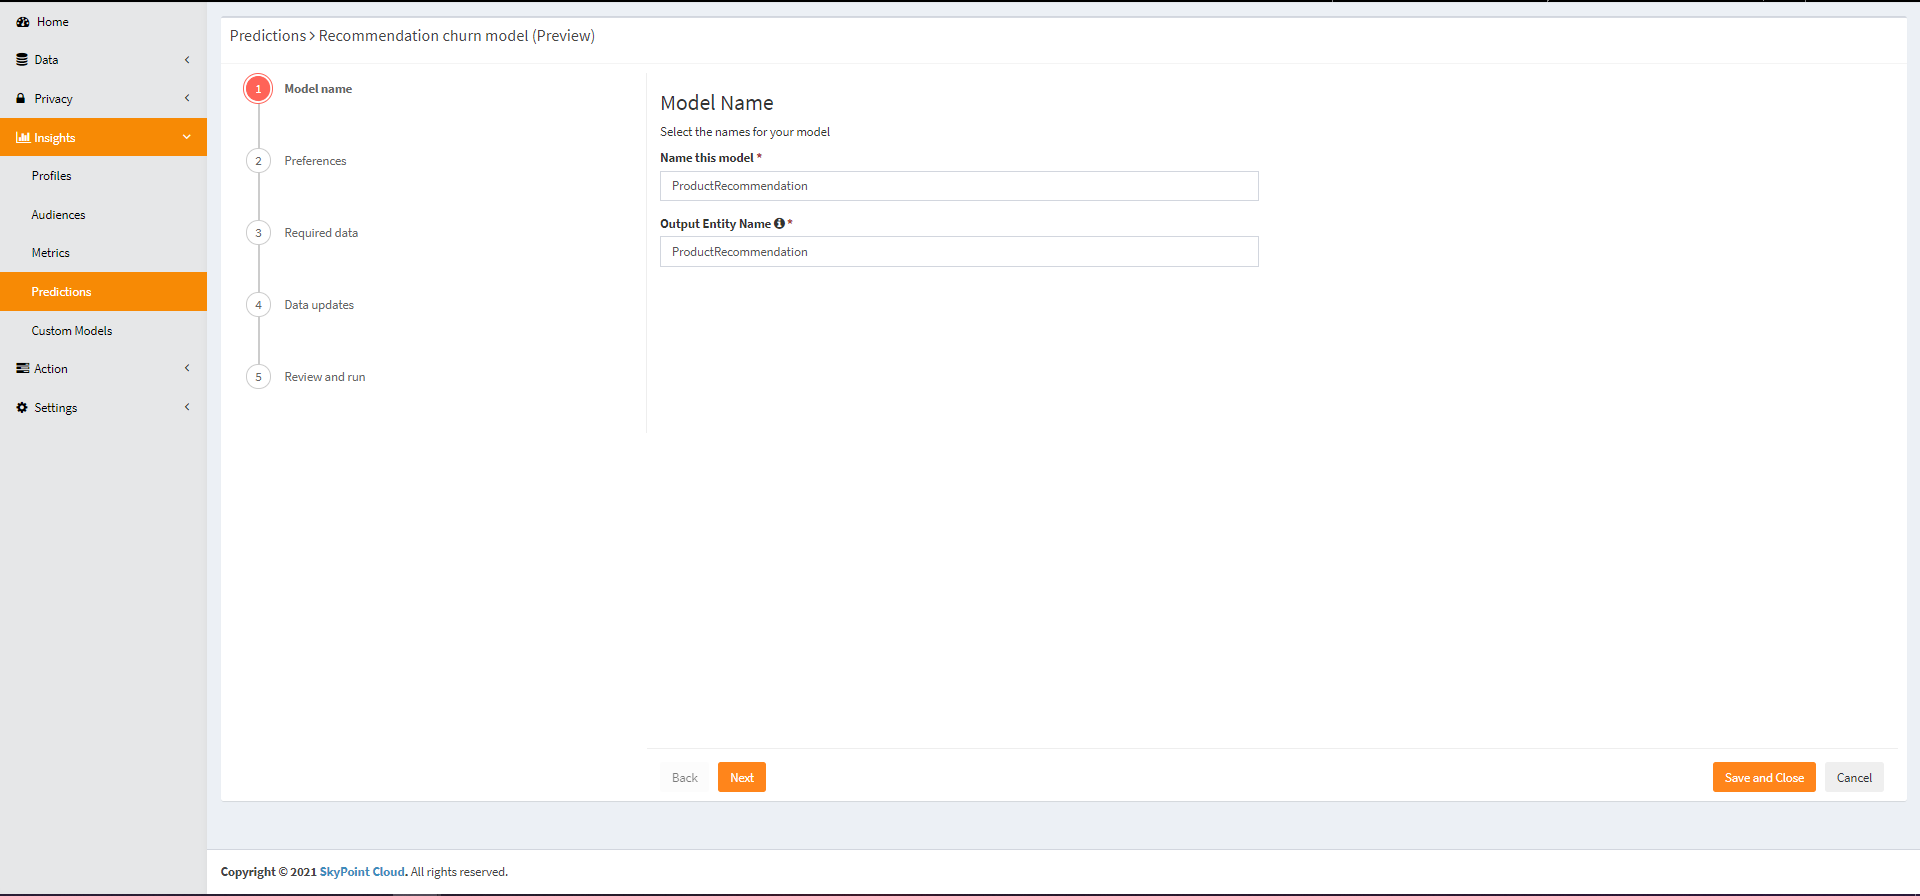 Home
Data
Privacy
Insights
Profiles
Audiences
Metrics
Predictions
Custom Models
Action
Settings
Predictions > Recommendation churn model (Preview)
1 Model name
2 Preferences
3 Required data
4 Data updates
5 Review and run
Model Name
Select the names for your model
Name this model *
ProductRecommendation
Output Entity Name *
ProductRecommendation
Back Next Save and Close Cancel
Copyright © 2021 SkyPoint Cloud. All rights reserved.